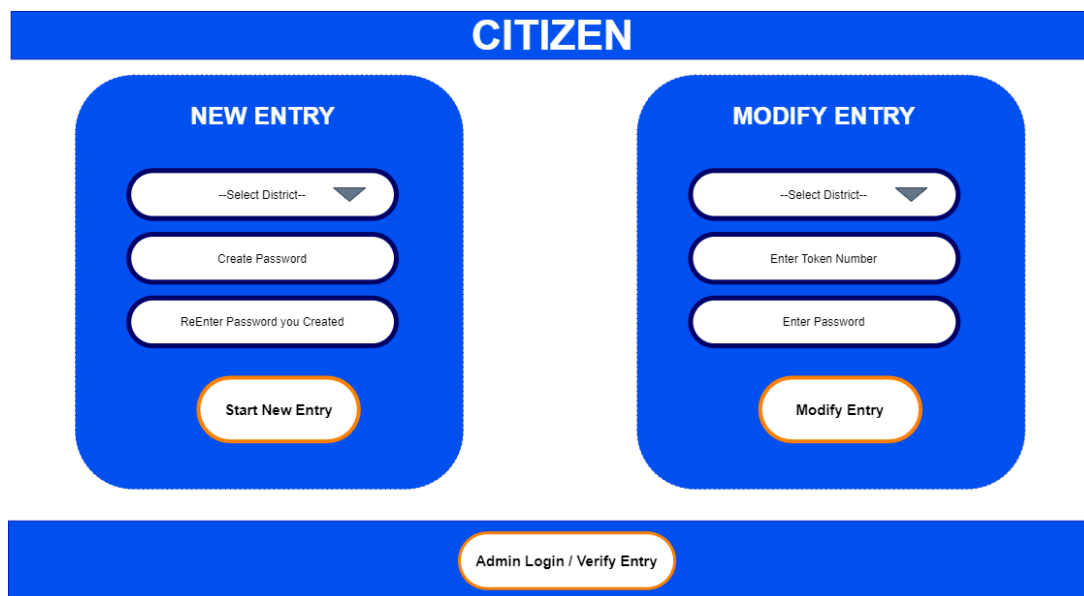 CITIZEN
NEW ENTRY
--Select District--
Create Password
ReEnter Password you Created
Start New Entry
MODIFY ENTRY
--Select District--
Enter Token Number
Enter Password
Modify Entry
Admin Login / Verify Entry